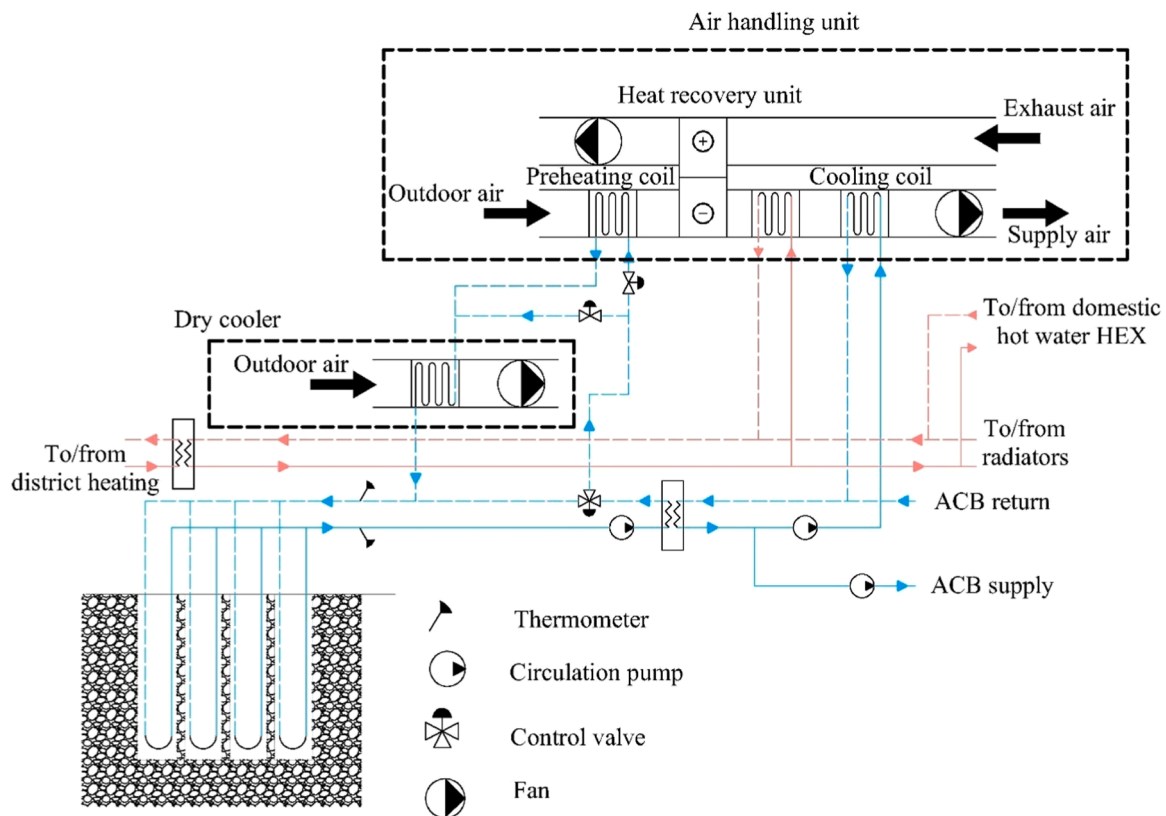 Air handling unit
Heat recovery unit
Exhaust air
+
Preheating coil
Cooling coil
Outdoor air
−
Supply air
Dry cooler
To/from domestic
hot water HEX
Outdoor air
To/from
district heating
To/from
radiators
ACB return
ACB supply
Thermometer
Circulation pump
Control valve
Fan